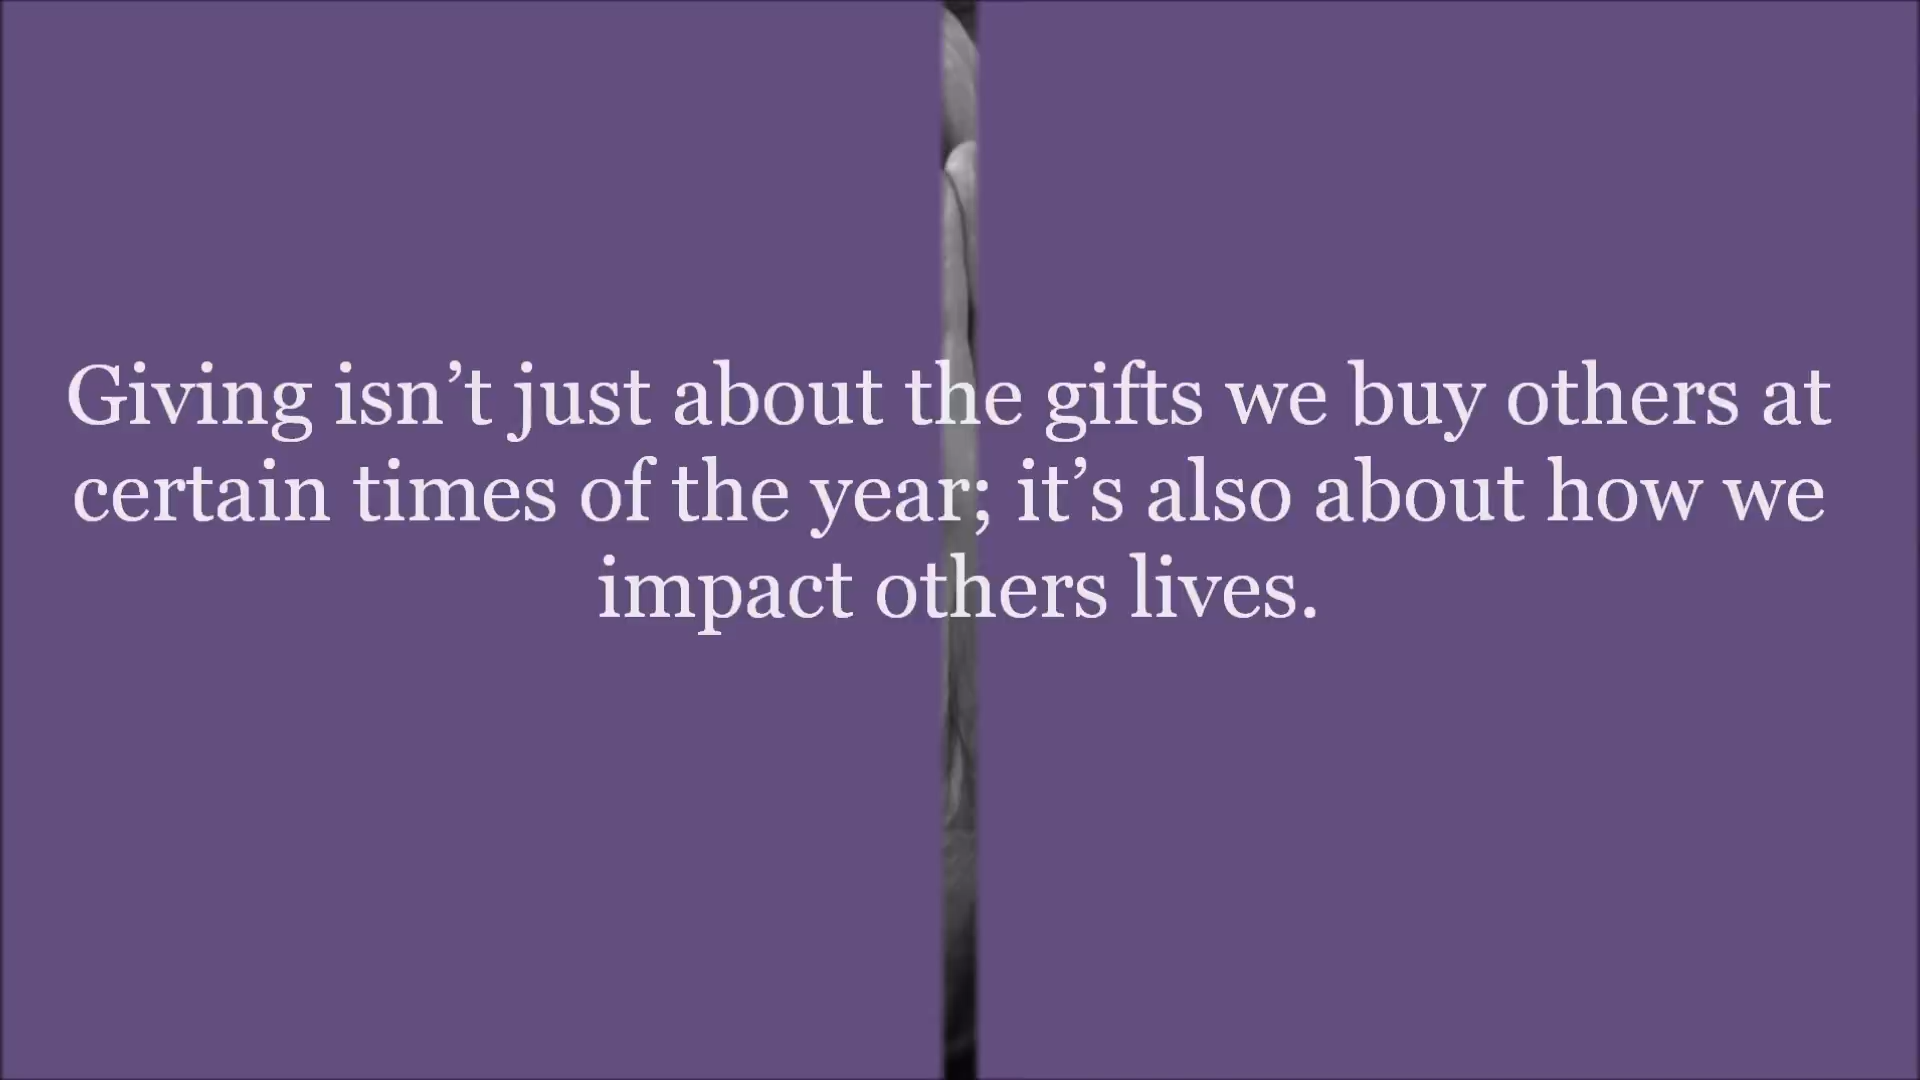 Giving isn’t just about the gifts we buy others at
certain times of the year; it’s also about how we
impact others lives.